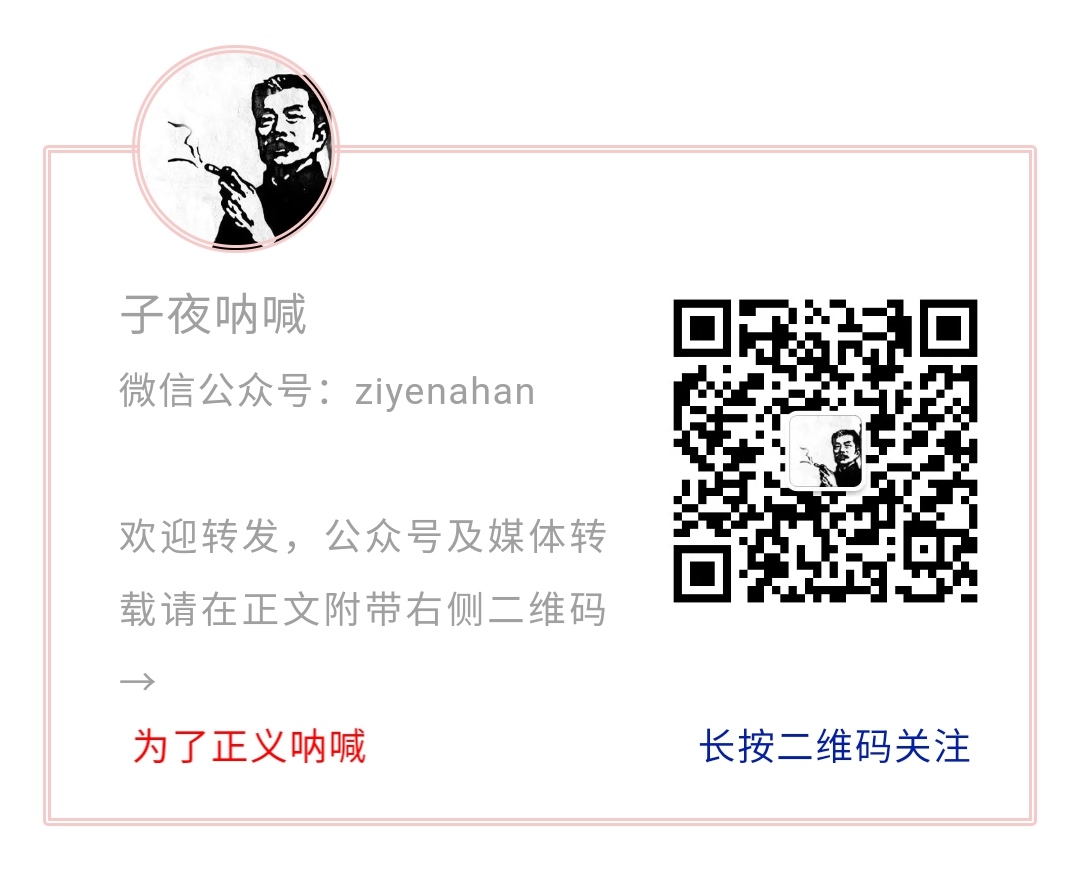 子夜呐喊
微信公众号：ziyenahan
欢迎转发，公众号及媒体转
载请在正文附带右侧二维码
→
为了正义呐喊
长按二维码关注